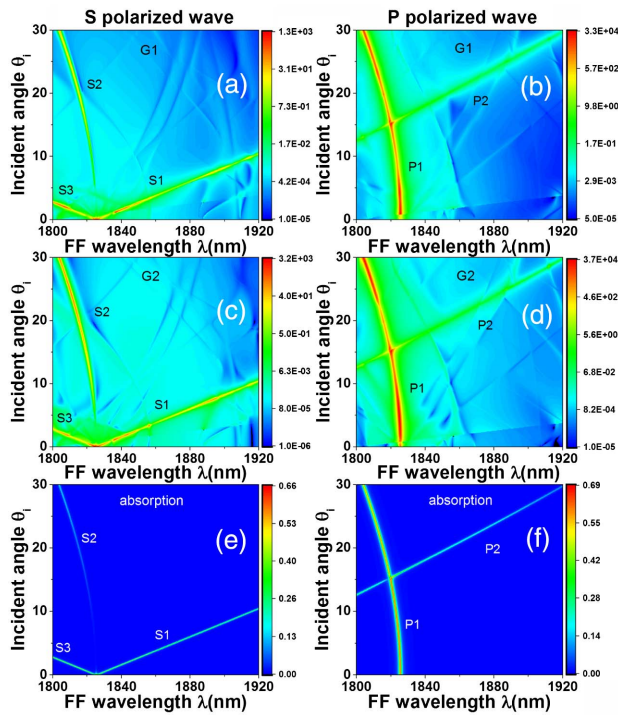 S polarized wave
P polarized wave
Incident angle θi
30
20
10
0
G1
(a)
S2
S1
S3
1800 1840 1880 1920
FF wavelength λ(nm)
1.3E+03
3.1E+01
7.3E-01
1.7E-02
4.2E-04
1.0E-05
Incident angle θi
30
20
10
0
G1
(b)
P2
P1
1800 1840 1880 1920
FF wavelength λ(nm)
3.3E+04
5.7E+02
9.8E+00
1.7E-01
2.9E-03
5.0E-05
Incident angle θi
30
20
10
0
G2
(c)
S2
S1
S3
1800 1840 1880 1920
FF wavelength λ(nm)
3.2E+03
4.0E+01
5.0E-01
6.3E-03
8.0E-05
1.0E-06
Incident angle θi
30
20
10
0
G2
(d)
P2
P1
1800 1840 1880 1920
FF wavelength λ(nm)
3.7E+04
4.6E+02
5.6E+00
6.8E-02
8.2E-04
1.0E-05
Incident angle θi
30
20
10
0
absorption
(e)
S2
S1
S3
1800 1840 1880 1920
FF wavelength λ(nm)
0.66
0.53
0.40
0.26
0.13
0.00
Incident angle θi
30
20
10
0
absorption
(f)
P2
P1
1800 1840 1880 1920
FF wavelength λ(nm)
0.69
0.55
0.42
0.28
0.14
0.00